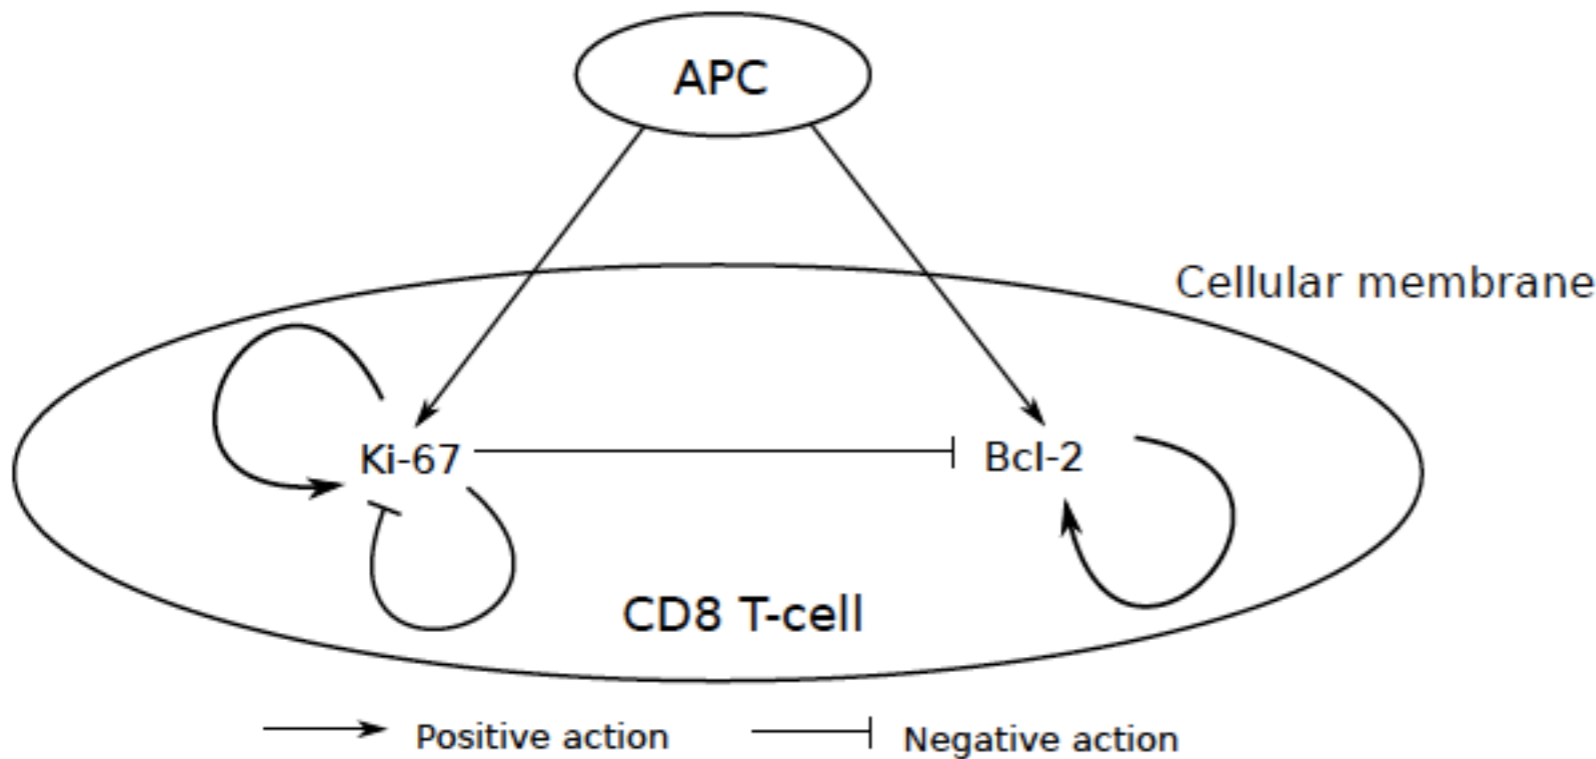 APC
Cellular membrane
Ki-67
Bcl-2
CD8 T-cell
Positive action
Negative action